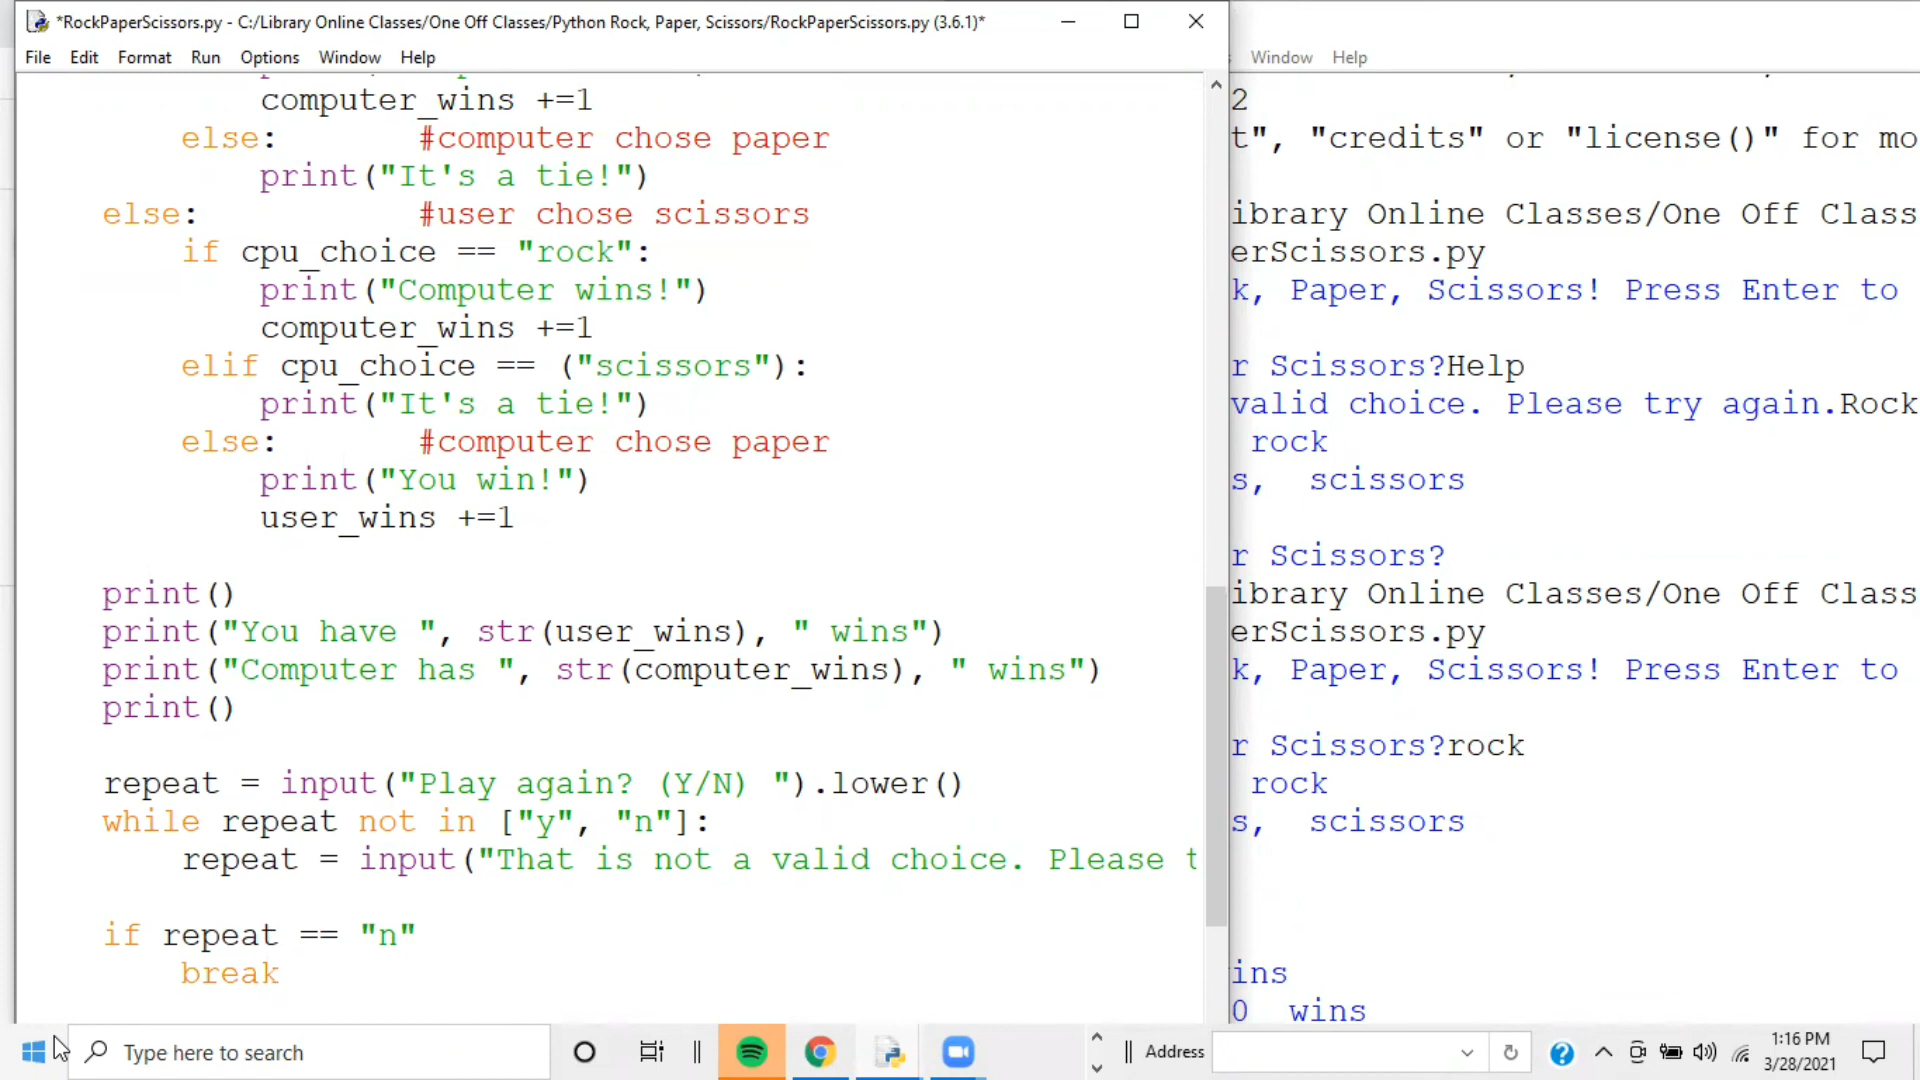 *RockPaperScissors.py - C:/Library Online Classes/One Off Classes/Python Rock, Paper, Scissors/RockPaperScissors.py (3.6.1)*
File Edit Format Run Options Window Help
computer_wins +=1
else: #computer chose paper
print("It's a tie!")
else: #user chose scissors
if cpu_choice == "rock":
print("Computer wins!")
computer_wins +=1
elif cpu_choice == ("scissors"):
print("It's a tie!")
else: #computer chose paper
print("You win!")
user_wins +=1
print()
print("You have ", str(user_wins), " wins")
print("Computer has ", str(computer_wins), " wins")
print()
repeat = input("Play again? (Y/N) ").lower()
while repeat not in ["y", "n"]:
repeat = input("That is not a valid choice. Please t
if repeat == "n"
break
Window Help
2
t", "credits" or "license()" for mo
ibrary Online Classes/One Off Class
erScissors.py
k, Paper, Scissors! Press Enter to
r Scissors?Help
valid choice. Please try again.Rock
rock
s, scissors
r Scissors?
ibrary Online Classes/One Off Class
erScissors.py
k, Paper, Scissors! Press Enter to
r Scissors?rock
rock
s, scissors
ins
0 wins
Type here to search
Address
1:16 PM
3/28/2021